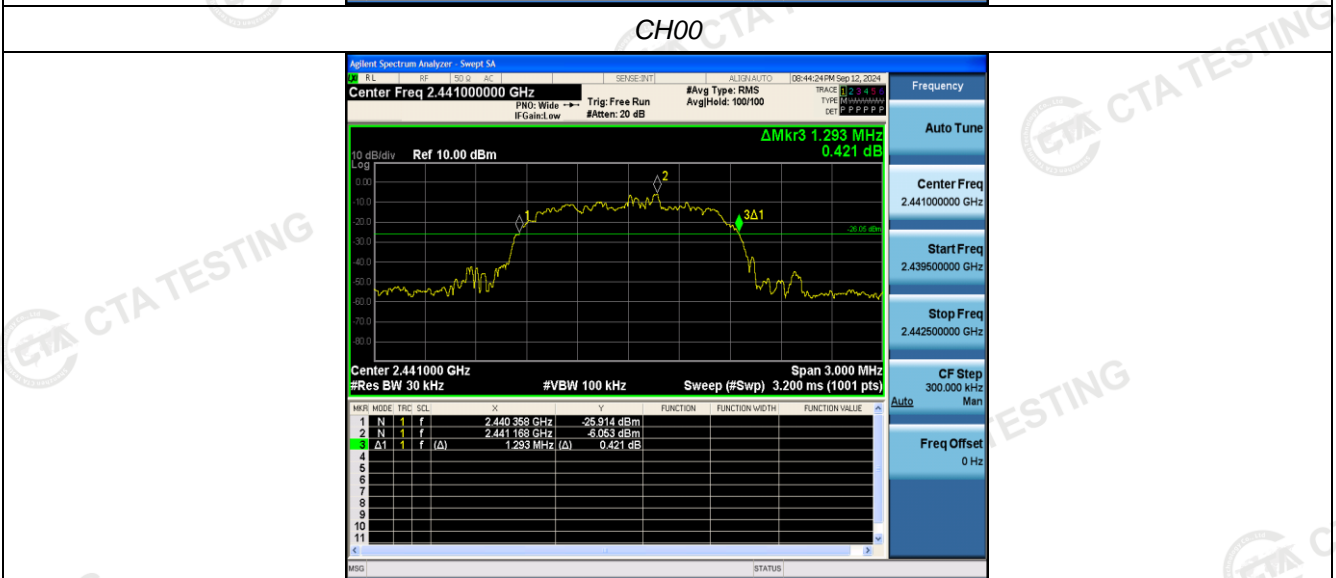 CH00
Agilent Spectrum Analyzer - Swept SA
RL RF 50 Ω AC SENSE:INT ALIGN AUTO 08:44:24 PM Sep 12, 2024
Center Freq 2.441000000 GHz
PNO: Wide
IFGain:Low
Trig: Free Run
#Atten: 20 dB
#Avg Type: RMS
Avg|Hold: 100/100
TRACE 1 2 3 4 5 6
TYPE M
DET P P P P P P
ΔMkr3 1.293 MHz
0.421 dB
10 dB/div Ref 10.00 dBm
Log
0.00
-10.0
-20.0
-30.0
-40.0
-50.0
-60.0
-70.0
-80.0
1
2
3Δ1
-26.05 dBm
Center 2.441000 GHz Span 3.000 MHz
#Res BW 30 kHz #VBW 100 kHz Sweep (#Swp) 3.200 ms (1001 pts)
MKR MODE TRC SCL X Y FUNCTION FUNCTION WIDTH FUNCTION VALUE
1 N 1 f 2.440 358 GHz -25.914 dBm
2 N 1 f 2.441 168 GHz -6.053 dBm
3 Δ1 1 f (Δ) 1.293 MHz (Δ) 0.421 dB
4
5
6
7
8
9
10
11
MSG STATUS
Frequency
Auto Tune
Center Freq
2.441000000 GHz
Start Freq
2.439500000 GHz
Stop Freq
2.442500000 GHz
CF Step
300.000 kHz
Auto Man
Freq Offset
0 Hz
CTA TESTING
CTA TESTING
CTA TESTING
ESTING